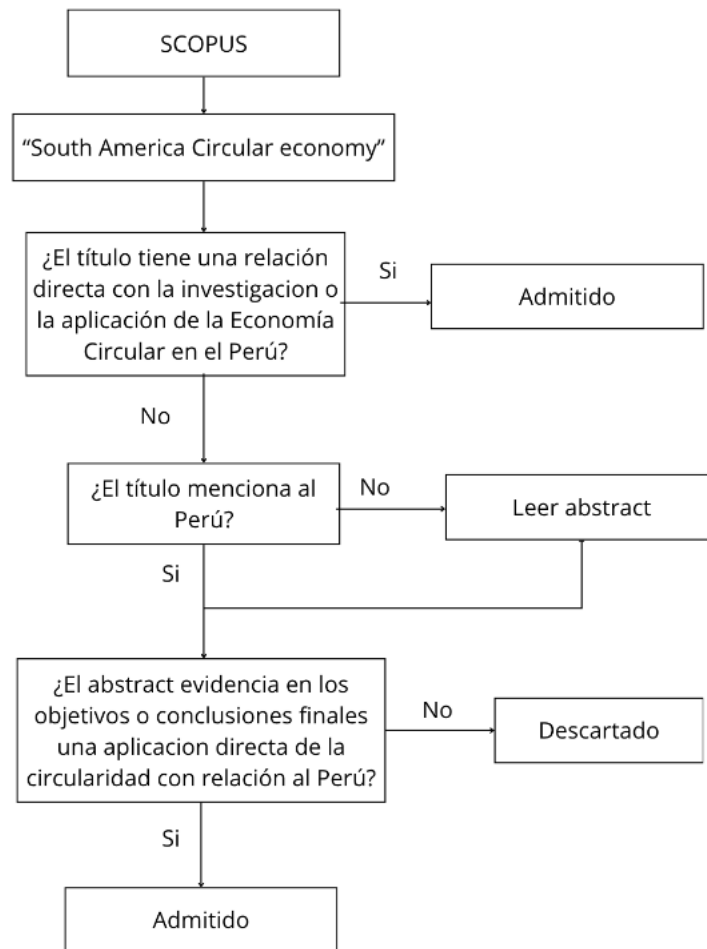 SCOPUS
“South America Circular economy”
¿El título tiene una relación
directa con la investigacion o
la aplicación de la Economía
Circular en el Perú?
Si
Admitido
No
¿El título menciona al
Perú?
No
Leer abstract
Si
¿El abstract evidencia en los
objetivos o conclusiones finales
una aplicacion directa de la
circularidad con relación al Perú?
No
Descartado
Si
Admitido